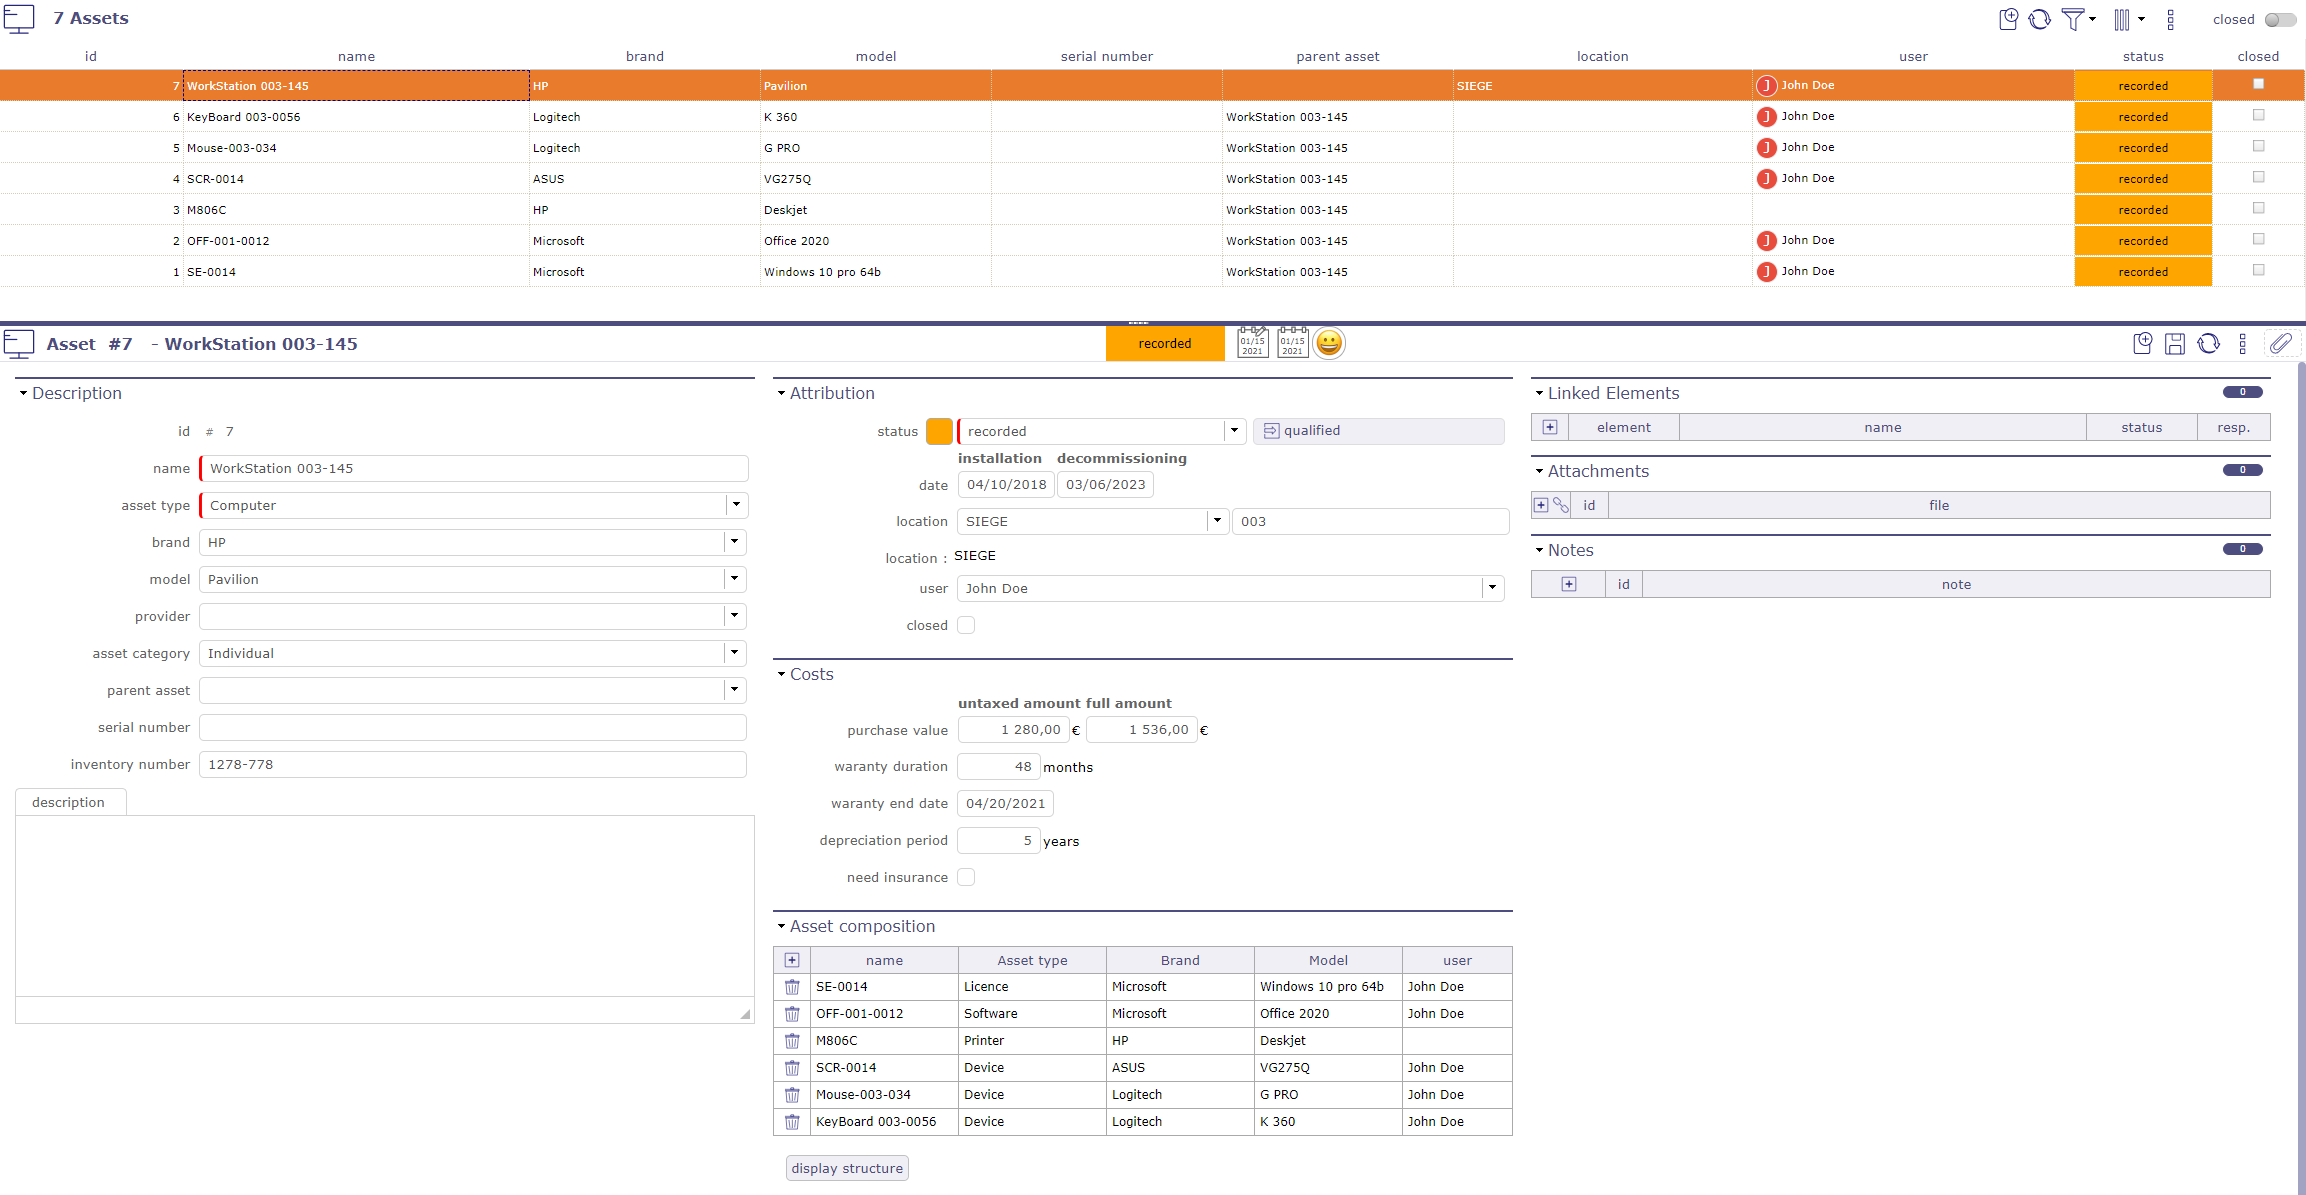 7 Assets
closed
id name brand model serial number parent asset location user status closed
7 WorkStation 003-145 HP Pavilion SIEGE J John Doe recorded
6 KeyBoard 003-0056 Logitech K 360 WorkStation 003-145 J John Doe recorded
5 Mouse-003-034 Logitech G PRO WorkStation 003-145 J John Doe recorded
4 SCR-0014 ASUS VG275Q WorkStation 003-145 J John Doe recorded
3 M806C HP Deskjet WorkStation 003-145 recorded
2 OFF-001-0012 Microsoft Office 2020 WorkStation 003-145 J John Doe recorded
1 SE-0014 Microsoft Windows 10 pro 64b WorkStation 003-145 J John Doe recorded
Asset #7 - WorkStation 003-145
recorded
01/15
2021
01/15
2021
Description
id # 7
name WorkStation 003-145
asset type Computer
brand HP
model Pavilion
provider
asset category Individual
parent asset
serial number
inventory number 1278-778
description
Attribution
status recorded qualified
installation decommissioning
date 04/10/2018 03/06/2023
location SIEGE 003
location : SIEGE
user John Doe
closed
Costs
untaxed amount full amount
purchase value 1 280,00 € 1 536,00 €
waranty duration 48 months
waranty end date 04/20/2021
depreciation period 5 years
need insurance
Asset composition
name Asset type Brand Model user
SE-0014 Licence Microsoft Windows 10 pro 64b John Doe
OFF-001-0012 Software Microsoft Office 2020 John Doe
M806C Printer HP Deskjet
SCR-0014 Device ASUS VG275Q John Doe
Mouse-003-034 Device Logitech G PRO John Doe
KeyBoard 003-0056 Device Logitech K 360 John Doe
display structure
Linked Elements 0
element name status resp.
Attachments 0
id file
Notes 0
id note